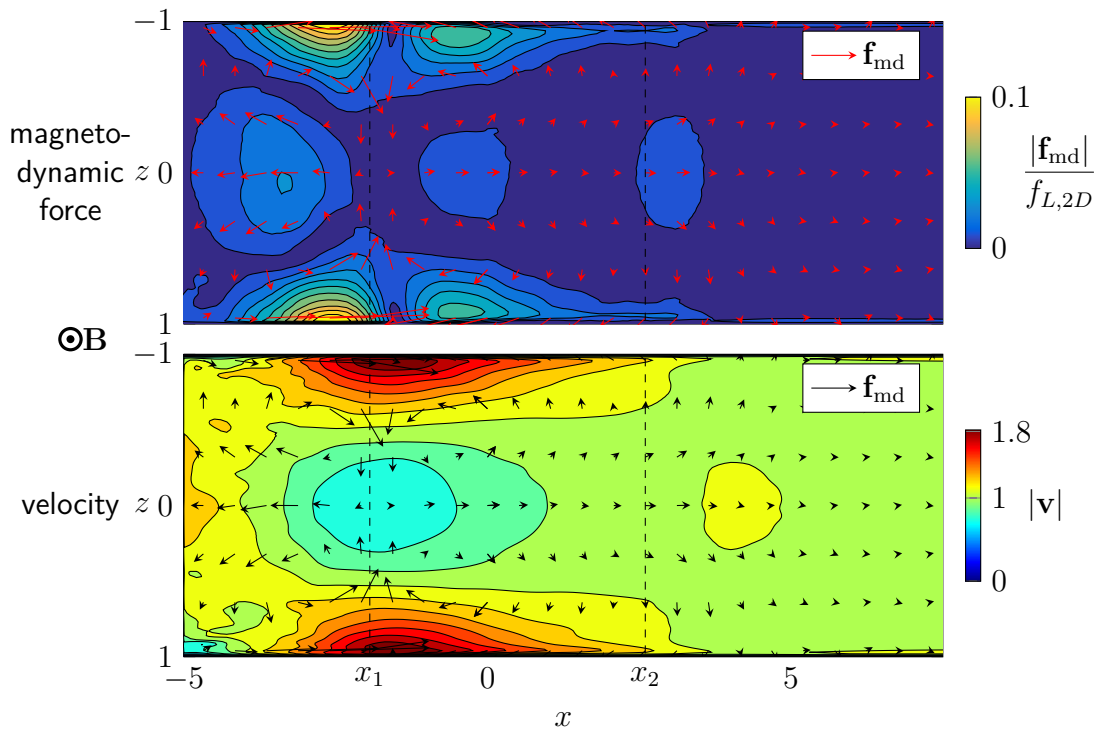 −1
z 0
1
magneto-
dynamic
force
f_md
0.1
|f_md|
f_{L,2D}
0
⊙B
−1
z 0
1
velocity
f_md
1.8
1
|v|
0
−5 x_1 0 x_2 5
x